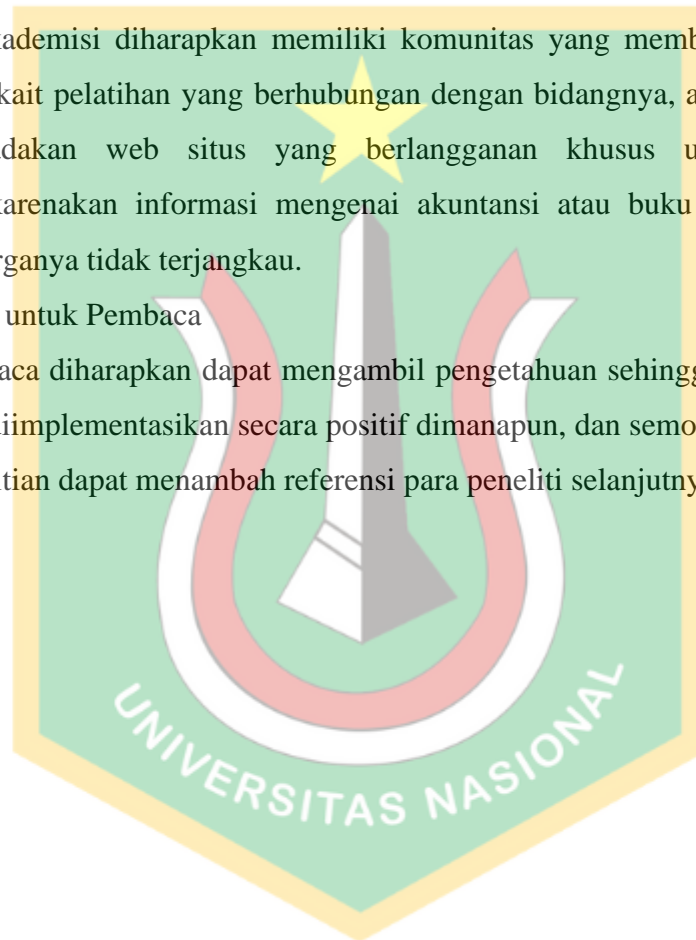 kademisi diharapkan memiliki komunitas yang memb
kait pelatihan yang berhubungan dengan bidangnya, a
dakan web situs yang berlangganan khusus u
karenakan informasi mengenai akuntansi atau buku
rganya tidak terjangkau.
untuk Pembaca
aca diharapkan dapat mengambil pengetahuan sehingg
diimplementasikan secara positif dimanapun, dan semo
itian dapat menambah referensi para peneliti selanjutny
UNIVERSITAS NASIONAL